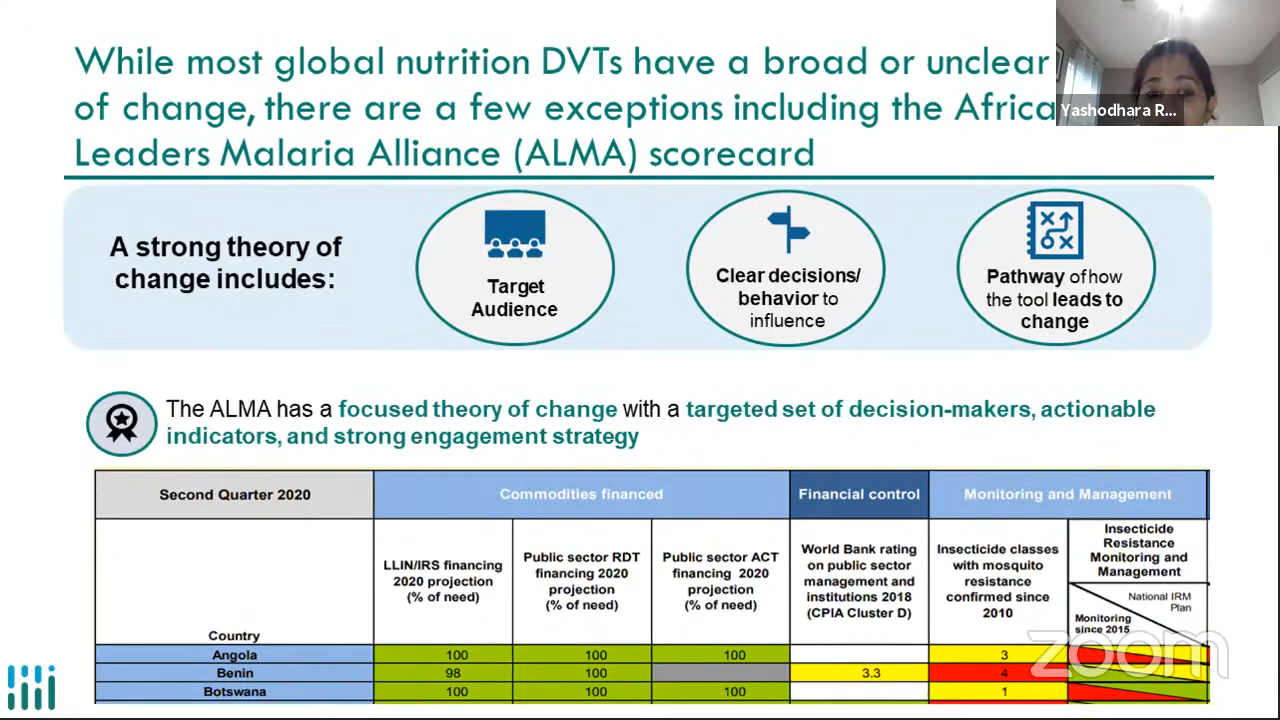 While most global nutrition DVTs have a broad or unclear
of change, there are a few exceptions including the Africa
Leaders Malaria Alliance (ALMA) scorecard
Yashodhara R...
A strong theory of
change includes:
Target
Audience
Clear decisions/
behavior to
influence
Pathway of how
the tool leads to
change
The ALMA has a focused theory of change with a targeted set of decision-makers, actionable
indicators, and strong engagement strategy
Second Quarter 2020
Commodities financed
Financial control
Monitoring and Management
Country
LLIN/IRS financing
2020 projection
(% of need)
Public sector RDT
financing 2020
projection
(% of need)
Public sector ACT
financing 2020
projection
(% of need)
World Bank rating
on public sector
management and
institutions 2018
(CPIA Cluster D)
Insecticide classes
with mosquito
resistance
confirmed since
2010
Insecticide
Resistance
Monitoring and
Management
National IRM
Plan
Monitoring
since 2015
Angola 100 100 100 3
Benin 98 100 3.3 4
Botswana 100 100 100 1
zoom